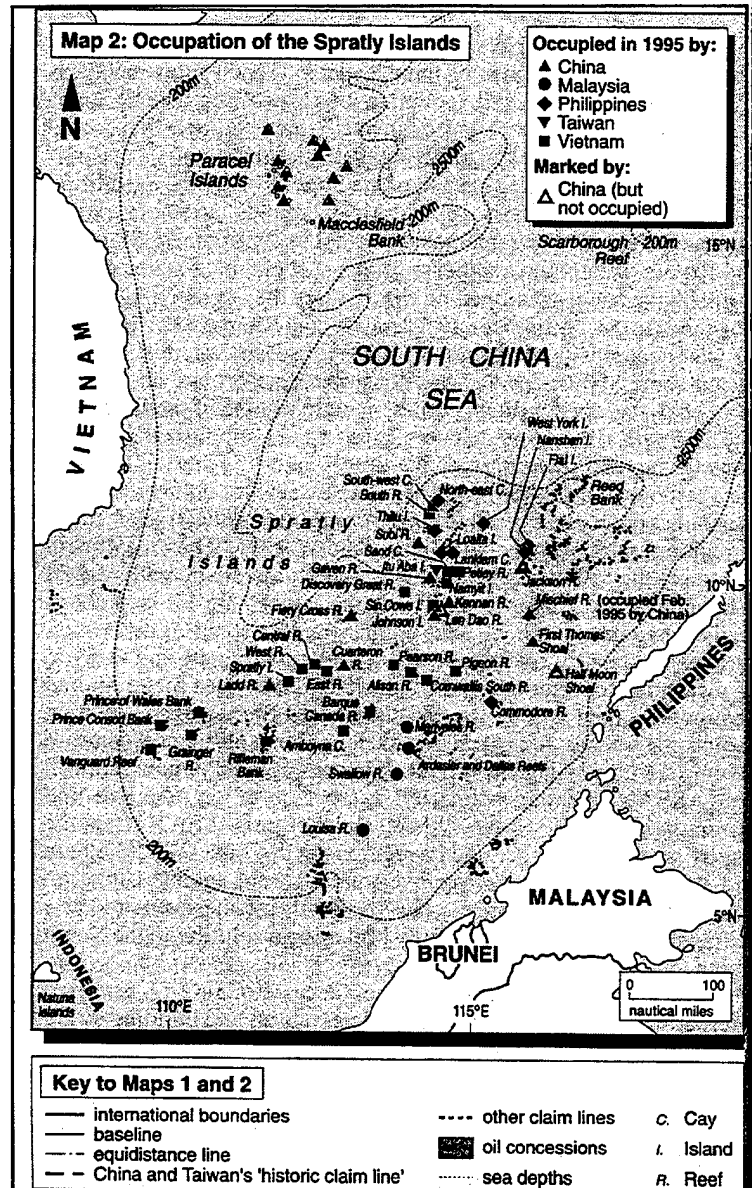 Map 2: Occupation of the Spratly Islands
Occupied in 1995 by:
China
Malaysia
Philippines
Taiwan
Vietnam
Marked by:
China (but
not occupied)
N
200m
Paracel
Islands
2500m
200m
Macclesfield
Bank
Scarborough
Reef
200m
15°N
VIETNAM
SOUTH CHINA
SEA
West York I.
Nanshan I.
Flat I.
2500m
South-west C.
North-east C.
South R.
Reed
Bank
Spratly
Islands
Thitu I.
Subi R.
Loaita I.
Sand C.
Lankiam C.
Itu Aba I.
Gaven R.
Petley R.
Namyit I.
Jackson R.
10°N
Discovery Great R.
Sin Cowe I.
Kennan R.
Mischief R.
(occupied Feb.
1995 by China)
Fiery Cross R.
Johnson I.
Len Dao R.
First Thomas
Shoal
Central R.
West R.
Cuarteron
R.
Pearson R.
Pigeon R.
Half Moon
Shoal
Spratly I.
Ladd R.
East R.
Alison R.
Cornwallis South R.
PHILIPPINES
Prince of Wales Bank
Barque
Canada R.
Commodore R.
Prince Consort Bank
Vanguard Reef
Grainger
R.
Rifleman
Bank
Amboyna C.
Mariveles R.
Ardasier and Dallas Reefs
Swallow R.
Louisa R.
200m
MALAYSIA
5°N
BRUNEI
INDONESIA
Natuna
Islands
110°E
115°E
0 100
nautical miles
Key to Maps 1 and 2
international boundaries
baseline
equidistance line
China and Taiwan's 'historic claim line'
other claim lines
oil concessions
sea depths
C. Cay
I. Island
R. Reef